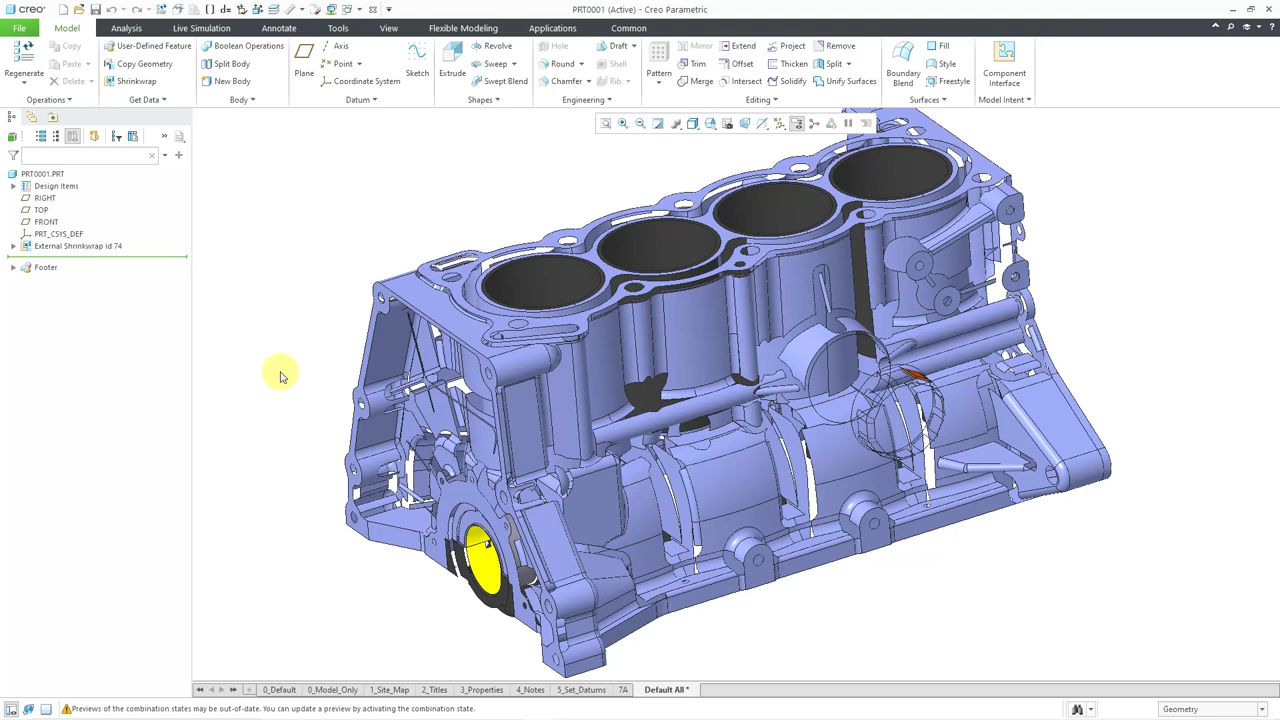 creo
PRT0001 (Active) - Creo Parametric
File Model Analysis Live Simulation Annotate Tools View Flexible Modeling Applications Common
Regenerate
Copy
Paste
Delete
Operations
User-Defined Feature
Copy Geometry
Shrinkwrap
Get Data
Boolean Operations
Split Body
New Body
Body
Plane
Axis
Point
Coordinate System
Sketch
Datum
Extrude
Revolve
Sweep
Swept Blend
Shapes
Hole
Round
Chamfer
Draft
Shell
Rib
Engineering
Pattern
Mirror
Trim
Merge
Extend
Offset
Intersect
Project
Thicken
Solidify
Remove
Split
Unify Surfaces
Editing
Boundary
Blend
Fill
Style
Freestyle
Surfaces
Component
Interface
Model Intent
PRT0001.PRT
Design Items
RIGHT
TOP
FRONT
PRT_CSYS_DEF
External Shrinkwrap id 74
Footer
0_Default 0_Model_Only 1_Site_Map 2_Titles 3_Properties 4_Notes 5_Set_Datums 7A Default All *
Previews of the combination states may be out-of-date. You can update a preview by activating the combination state.
Geometry